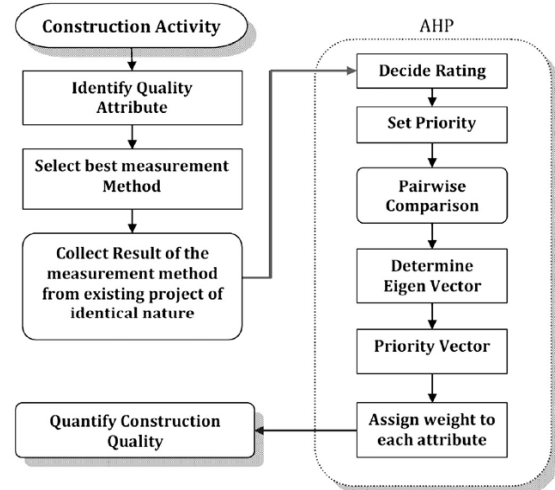 Construction Activity
Identify Quality
Attribute
Select best measurement
Method
Collect Result of the
measurement method
from existing project of
identical nature
AHP
Decide Rating
Set Priority
Pairwise
Comparison
Determine
Eigen Vector
Priority Vector
Assign weight to
each attribute
Quantify Construction
Quality